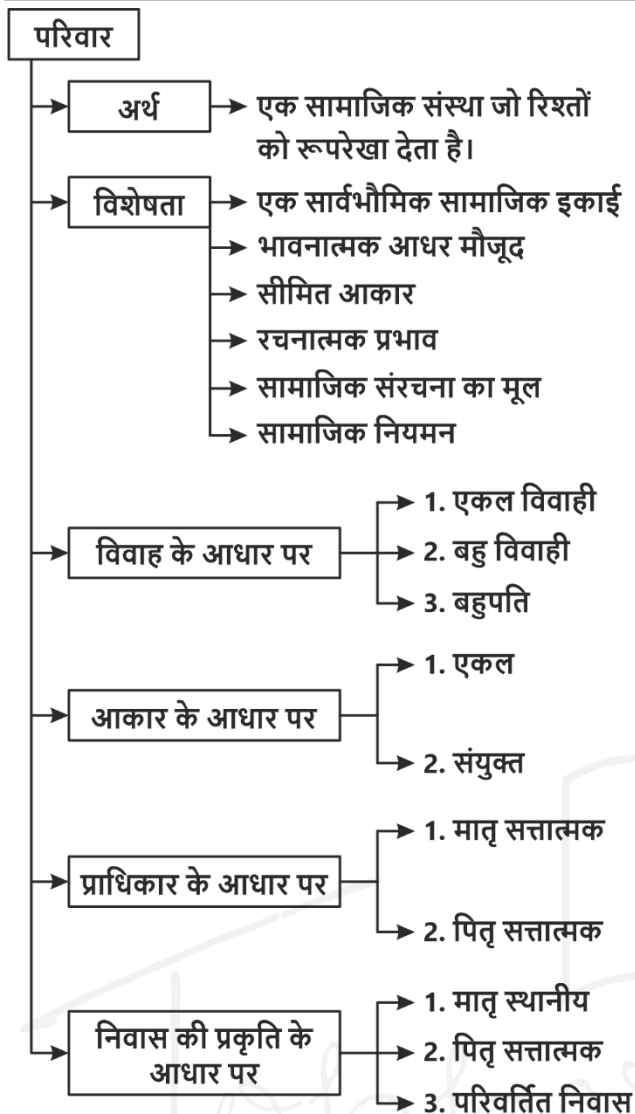 परिवार
अर्थ
एक सामाजिक संस्था जो रिश्तों
को रूपरेखा देता है।
विशेषता
एक सार्वभौमिक सामाजिक इकाई
भावनात्मक आधर मौजूद
सीमित आकार
रचनात्मक प्रभाव
सामाजिक संरचना का मूल
सामाजिक नियमन
विवाह के आधार पर
1. एकल विवाही
2. बहु विवाही
3. बहुपति
आकार के आधार पर
1. एकल
2. संयुक्त
प्राधिकार के आधार पर
1. मातृ सत्तात्मक
2. पितृ सत्तात्मक
निवास की प्रकृति के
आधार पर
1. मातृ स्थानीय
2. पितृ सत्तात्मक
3. परिवर्तित निवास